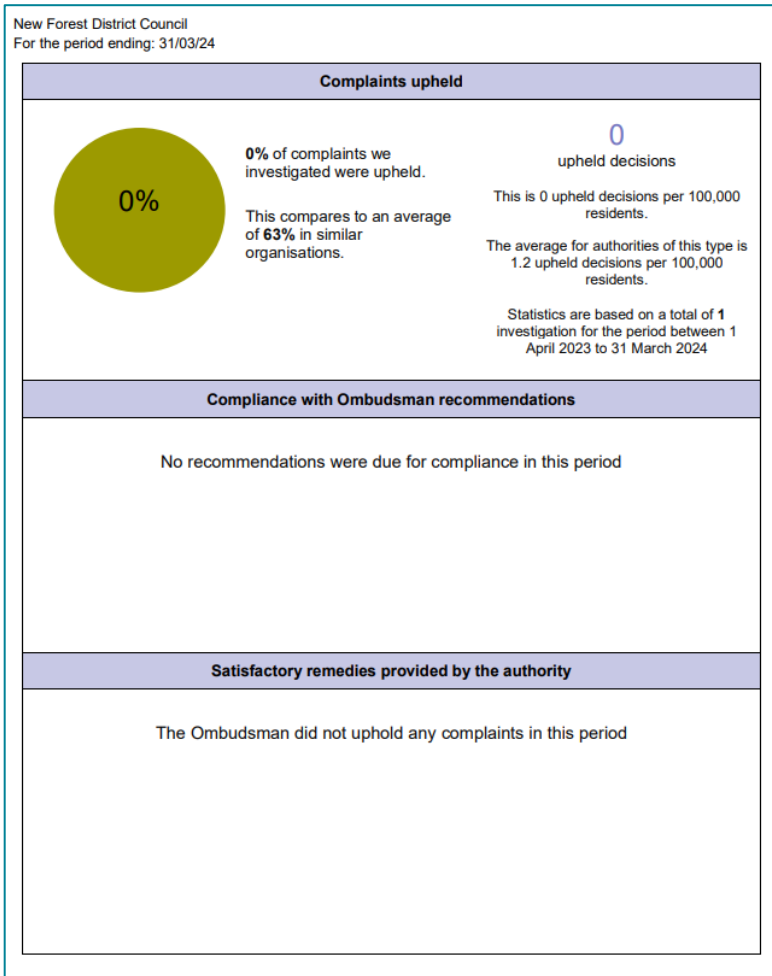 New Forest District Council
For the period ending: 31/03/24
Complaints upheld
0%
0% of complaints we
investigated were upheld.
This compares to an average
of 63% in similar
organisations.
0
upheld decisions
This is 0 upheld decisions per 100,000
residents.
The average for authorities of this type is
1.2 upheld decisions per 100,000
residents.
Statistics are based on a total of 1
investigation for the period between 1
April 2023 to 31 March 2024
Compliance with Ombudsman recommendations
No recommendations were due for compliance in this period
Satisfactory remedies provided by the authority
The Ombudsman did not uphold any complaints in this period